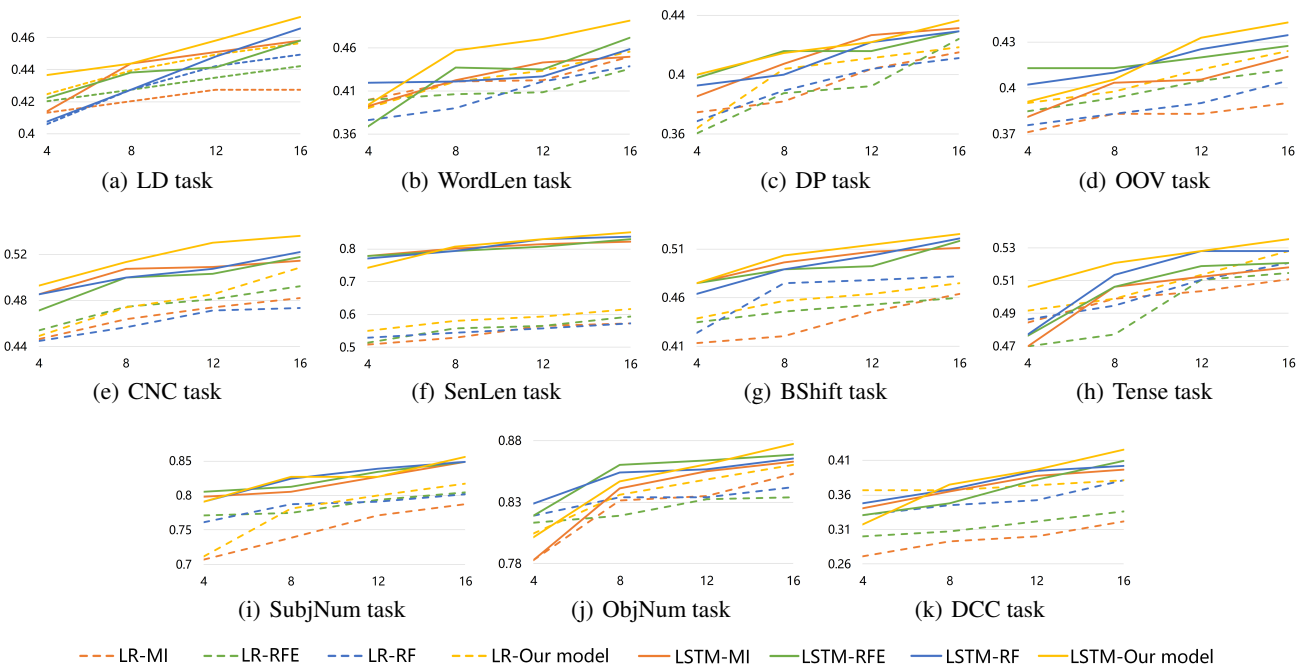 0.46
0.44
0.42
0.4
4 8 12 16
(a) LD task
0.46
0.41
0.36
4 8 12 16
(b) WordLen task
0.44
0.4
0.36
4 8 12 16
(c) DP task
0.43
0.4
0.37
4 8 12 16
(d) OOV task
0.52
0.48
0.44
4 8 12 16
(e) CNC task
0.8
0.7
0.6
0.5
4 8 12 16
(f) SenLen task
0.51
0.46
0.41
4 8 12 16
(g) BShift task
0.53
0.51
0.49
0.47
4 8 12 16
(h) Tense task
0.85
0.8
0.75
0.7
4 8 12 16
(i) SubjNum task
0.88
0.83
0.78
4 8 12 16
(j) ObjNum task
0.41
0.36
0.31
0.26
4 8 12 16
(k) DCC task
LR-MI LR-RFE LR-RF LR-Our model LSTM-MI LSTM-RFE LSTM-RF LSTM-Our model